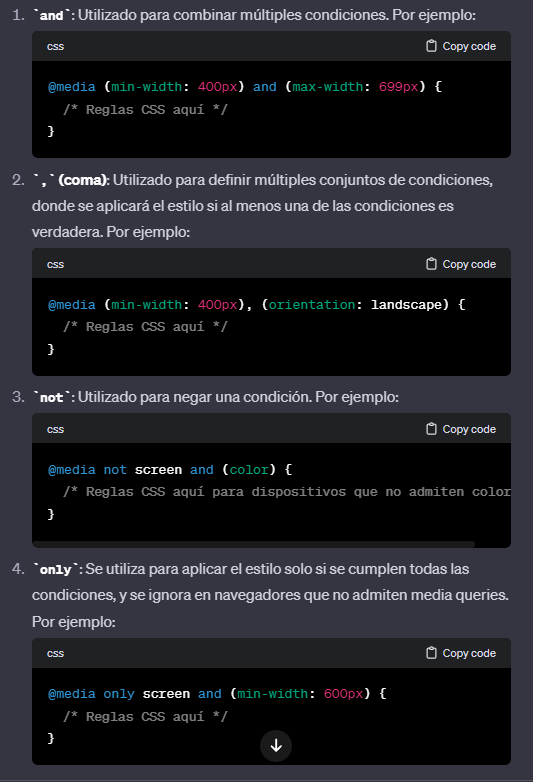 1. `and`: Utilizado para combinar múltiples condiciones. Por ejemplo:
css Copy code
@media (min-width: 400px) and (max-width: 699px) {
/* Reglas CSS aquí */
}
2. `,` (coma): Utilizado para definir múltiples conjuntos de condiciones,
donde se aplicará el estilo si al menos una de las condiciones es
verdadera. Por ejemplo:
css Copy code
@media (min-width: 400px), (orientation: landscape) {
/* Reglas CSS aquí */
}
3. `not`: Utilizado para negar una condición. Por ejemplo:
css Copy code
@media not screen and (color) {
/* Reglas CSS aquí para dispositivos que no admiten color
}
4. `only`: Se utiliza para aplicar el estilo solo si se cumplen todas las
condiciones, y se ignora en navegadores que no admiten media queries.
Por ejemplo:
css Copy code
@media only screen and (min-width: 600px) {
/* Reglas CSS aquí */
}